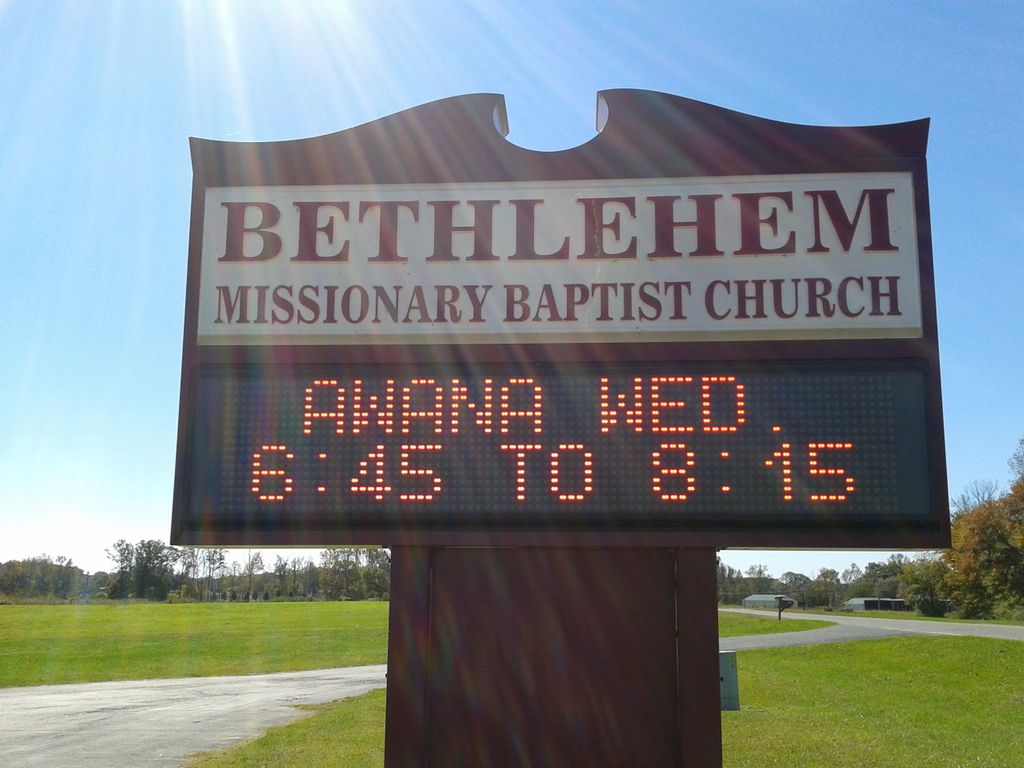 BETHLEHEM
MISSIONARY BAPTIST CHURCH
AWANA WED.
6:45 TO 8:15